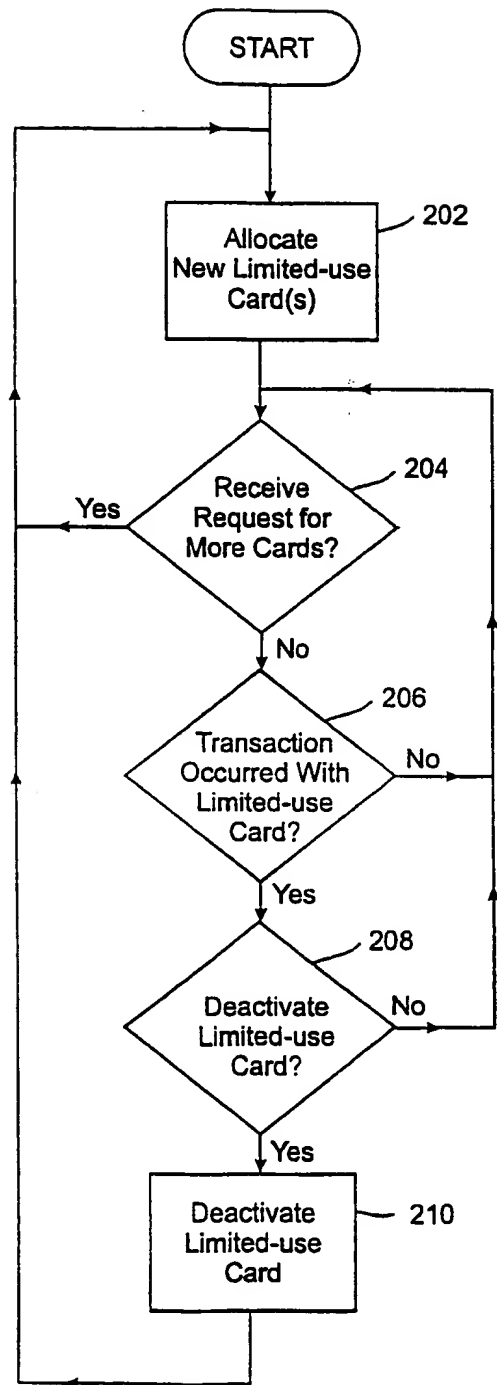 START
202
Allocate
New Limited-use
Card(s)
204
Receive
Request for
More Cards?
Yes
No
206
Transaction
Occurred With
Limited-use
Card?
No
Yes
208
Deactivate
Limited-use
Card?
No
Yes
210
Deactivate
Limited-use
Card